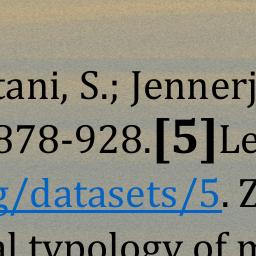 tani, S.; Jennerj
878-928.[5]Le
g/datasets/5. Z
al typology of m